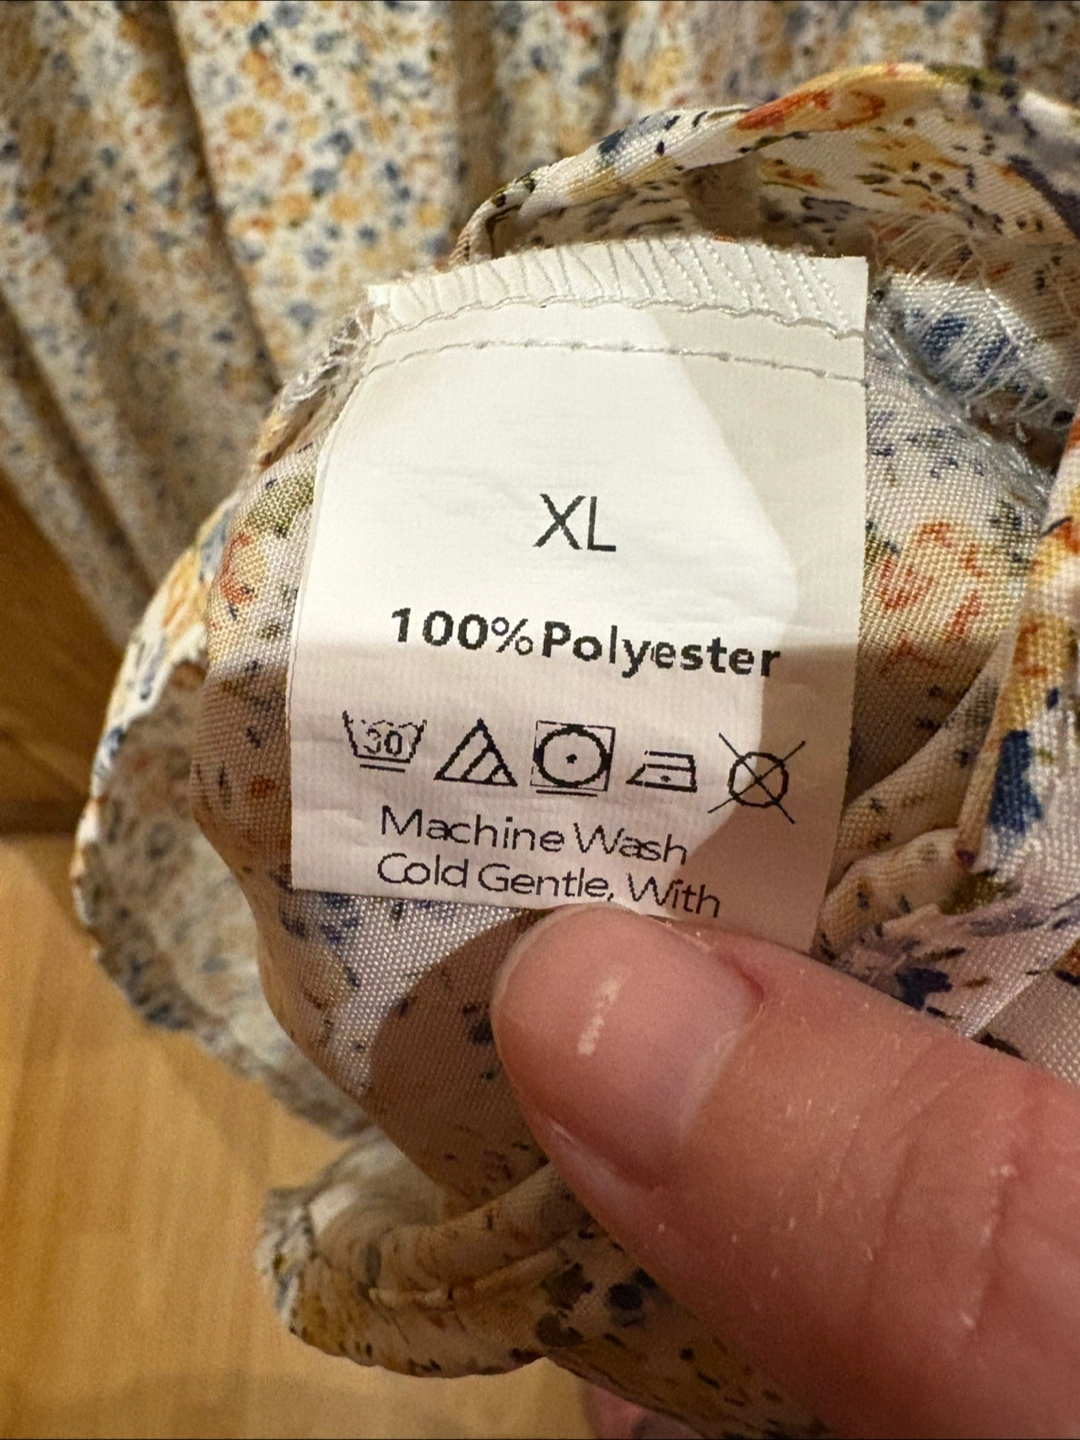 XL
100%Polyester
30
Machine Wash
Cold Gentle, With